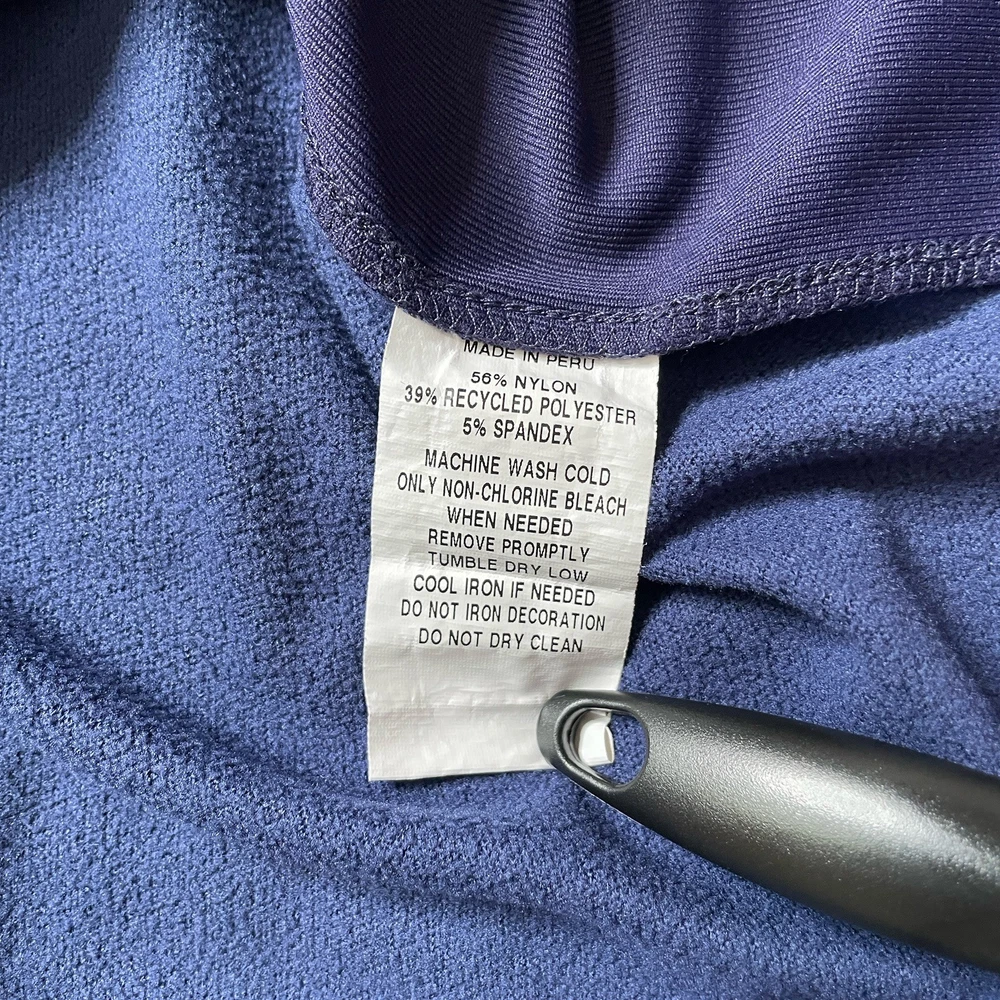 MADE IN PERU
56% NYLON
39% RECYCLED POLYESTER
5% SPANDEX
MACHINE WASH COLD
ONLY NON-CHLORINE BLEACH
WHEN NEEDED
REMOVE PROMPTLY
TUMBLE DRY LOW
COOL IRON IF NEEDED
DO NOT IRON DECORATION
DO NOT DRY CLEAN